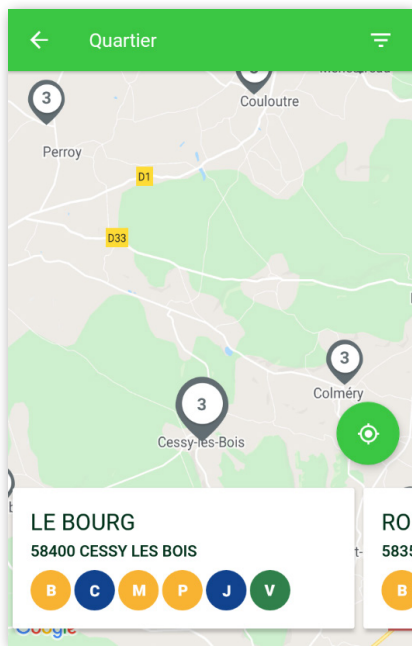 Quartier
3
Couloutre
Perroy
D1
D33
3
Colméry
3
Cessy-les-Bois
LE BOURG
58400 CESSY LES BOIS
B C M P J V
RO
5835
B
Google